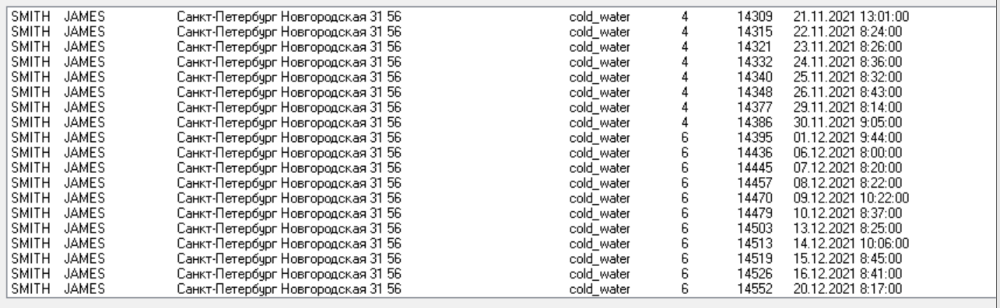 SMITH JAMES Санкт-Петербург Новгородская 31 56 cold_water 4 14309 21.11.2021 13:01:00
SMITH JAMES Санкт-Петербург Новгородская 31 56 cold_water 4 14315 22.11.2021 8:24:00
SMITH JAMES Санкт-Петербург Новгородская 31 56 cold_water 4 14321 23.11.2021 8:26:00
SMITH JAMES Санкт-Петербург Новгородская 31 56 cold_water 4 14332 24.11.2021 8:36:00
SMITH JAMES Санкт-Петербург Новгородская 31 56 cold_water 4 14340 25.11.2021 8:32:00
SMITH JAMES Санкт-Петербург Новгородская 31 56 cold_water 4 14348 26.11.2021 8:43:00
SMITH JAMES Санкт-Петербург Новгородская 31 56 cold_water 4 14377 29.11.2021 8:14:00
SMITH JAMES Санкт-Петербург Новгородская 31 56 cold_water 4 14386 30.11.2021 9:05:00
SMITH JAMES Санкт-Петербург Новгородская 31 56 cold_water 6 14395 01.12.2021 9:44:00
SMITH JAMES Санкт-Петербург Новгородская 31 56 cold_water 6 14436 06.12.2021 8:00:00
SMITH JAMES Санкт-Петербург Новгородская 31 56 cold_water 6 14445 07.12.2021 8:20:00
SMITH JAMES Санкт-Петербург Новгородская 31 56 cold_water 6 14457 08.12.2021 8:22:00
SMITH JAMES Санкт-Петербург Новгородская 31 56 cold_water 6 14470 09.12.2021 10:22:00
SMITH JAMES Санкт-Петербург Новгородская 31 56 cold_water 6 14479 10.12.2021 8:37:00
SMITH JAMES Санкт-Петербург Новгородская 31 56 cold_water 6 14503 13.12.2021 8:25:00
SMITH JAMES Санкт-Петербург Новгородская 31 56 cold_water 6 14513 14.12.2021 10:06:00
SMITH JAMES Санкт-Петербург Новгородская 31 56 cold_water 6 14519 15.12.2021 8:45:00
SMITH JAMES Санкт-Петербург Новгородская 31 56 cold_water 6 14526 16.12.2021 8:41:00
SMITH JAMES Санкт-Петербург Новгородская 31 56 cold_water 6 14552 20.12.2021 8:17:00